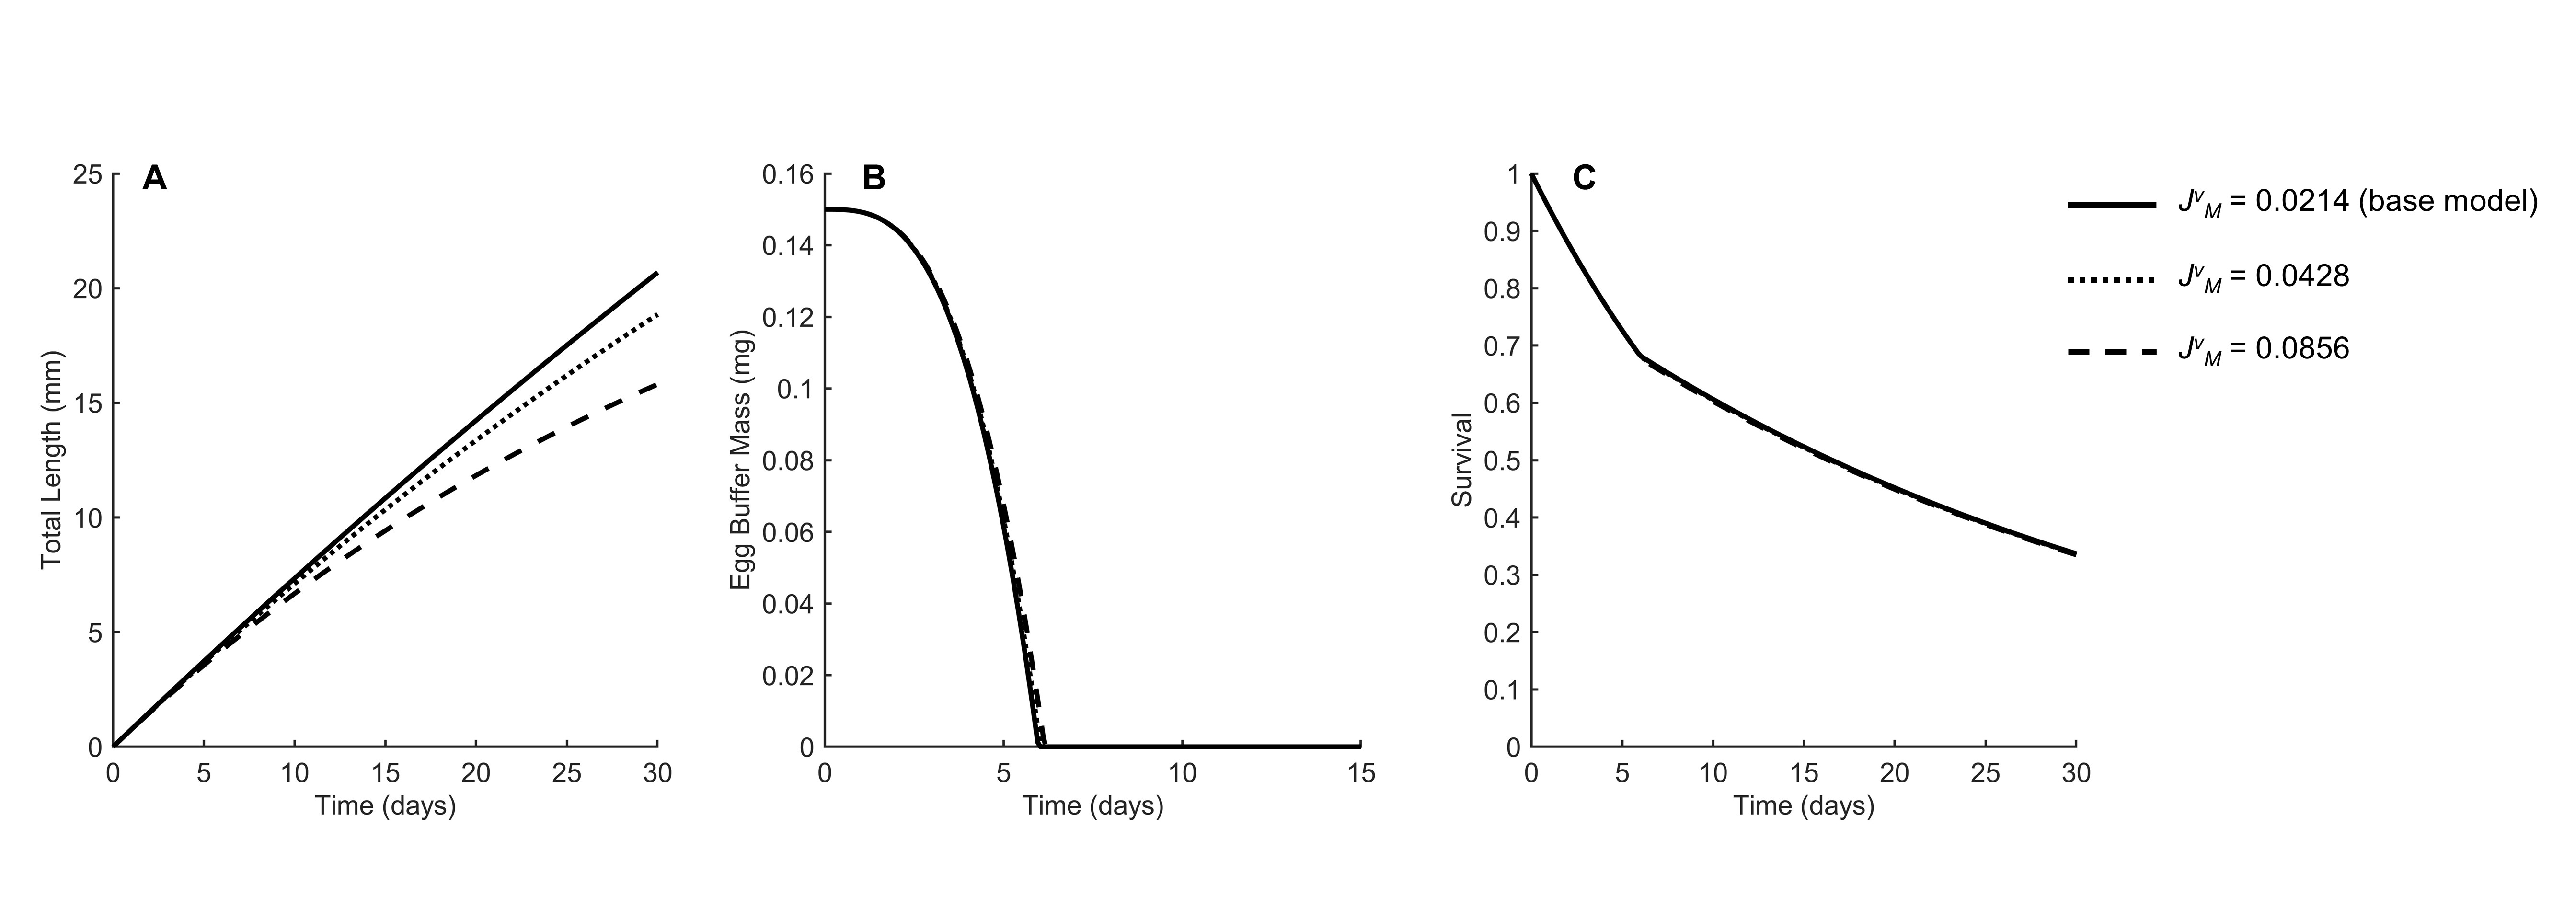 A
25
20
15
10
5
0
0 5 10 15 20 25 30
Total Length (mm)
Time (days)
B
0.16
0.14
0.12
0.1
0.08
0.06
0.04
0.02
0
0 5 10 15
Egg Buffer Mass (mg)
Time (days)
C
1
0.9
0.8
0.7
0.6
0.5
0.4
0.3
0.2
0.1
0
0 5 10 15 20 25 30
Survival
Time (days)
J^v_M = 0.0214 (base model)
J^v_M = 0.0428
J^v_M = 0.0856